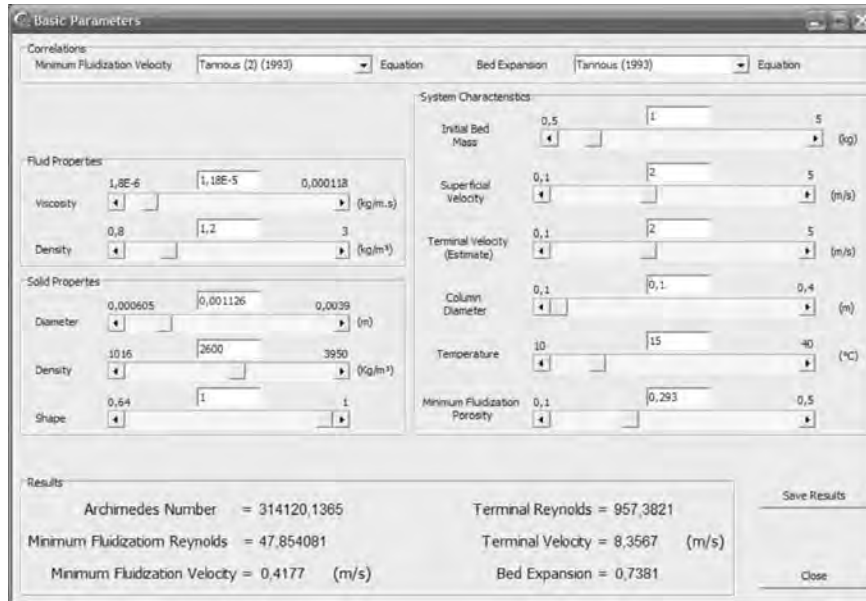 Basic Parameters
Correlations
Minimum Fluidization Velocity Tannous (2) (1993) Equation Bed Expansion Tannous (1993) Equation
Fluid Properties
1,8E-6 1,18E-5 0,000118
Viscosity (kg/m.s)
0,8 1,2 3
Density (kg/m³)
Solid Propertes
0,000605 0,001126 0,0039
Diameter (m)
1016 2600 3950
Density (Kg/m³)
0,64 1 1
Shape
System Characteristics
0,5 1 5
Initial Bed Mass (kg)
0,1 2 5
Superficial Velocity (m/s)
0,1 2 5
Terminal Velocity (Estimate) (m/s)
0,1 0,1 0,4
Column Diameter (m)
10 15 40
Temperature (°C)
0,1 0,293 0,5
Minimum Fluidization Porosity
Results
Archimedes Number = 314120,1365
Minimum Fluidizatiom Reynolds = 47,854081
Minimum Fluidization Velocity = 0,4177 (m/s)
Terminal Reynolds = 957,3821
Terminal Velocity = 8,3567 (m/s)
Bed Expansion = 0,7381
Save Results
Close